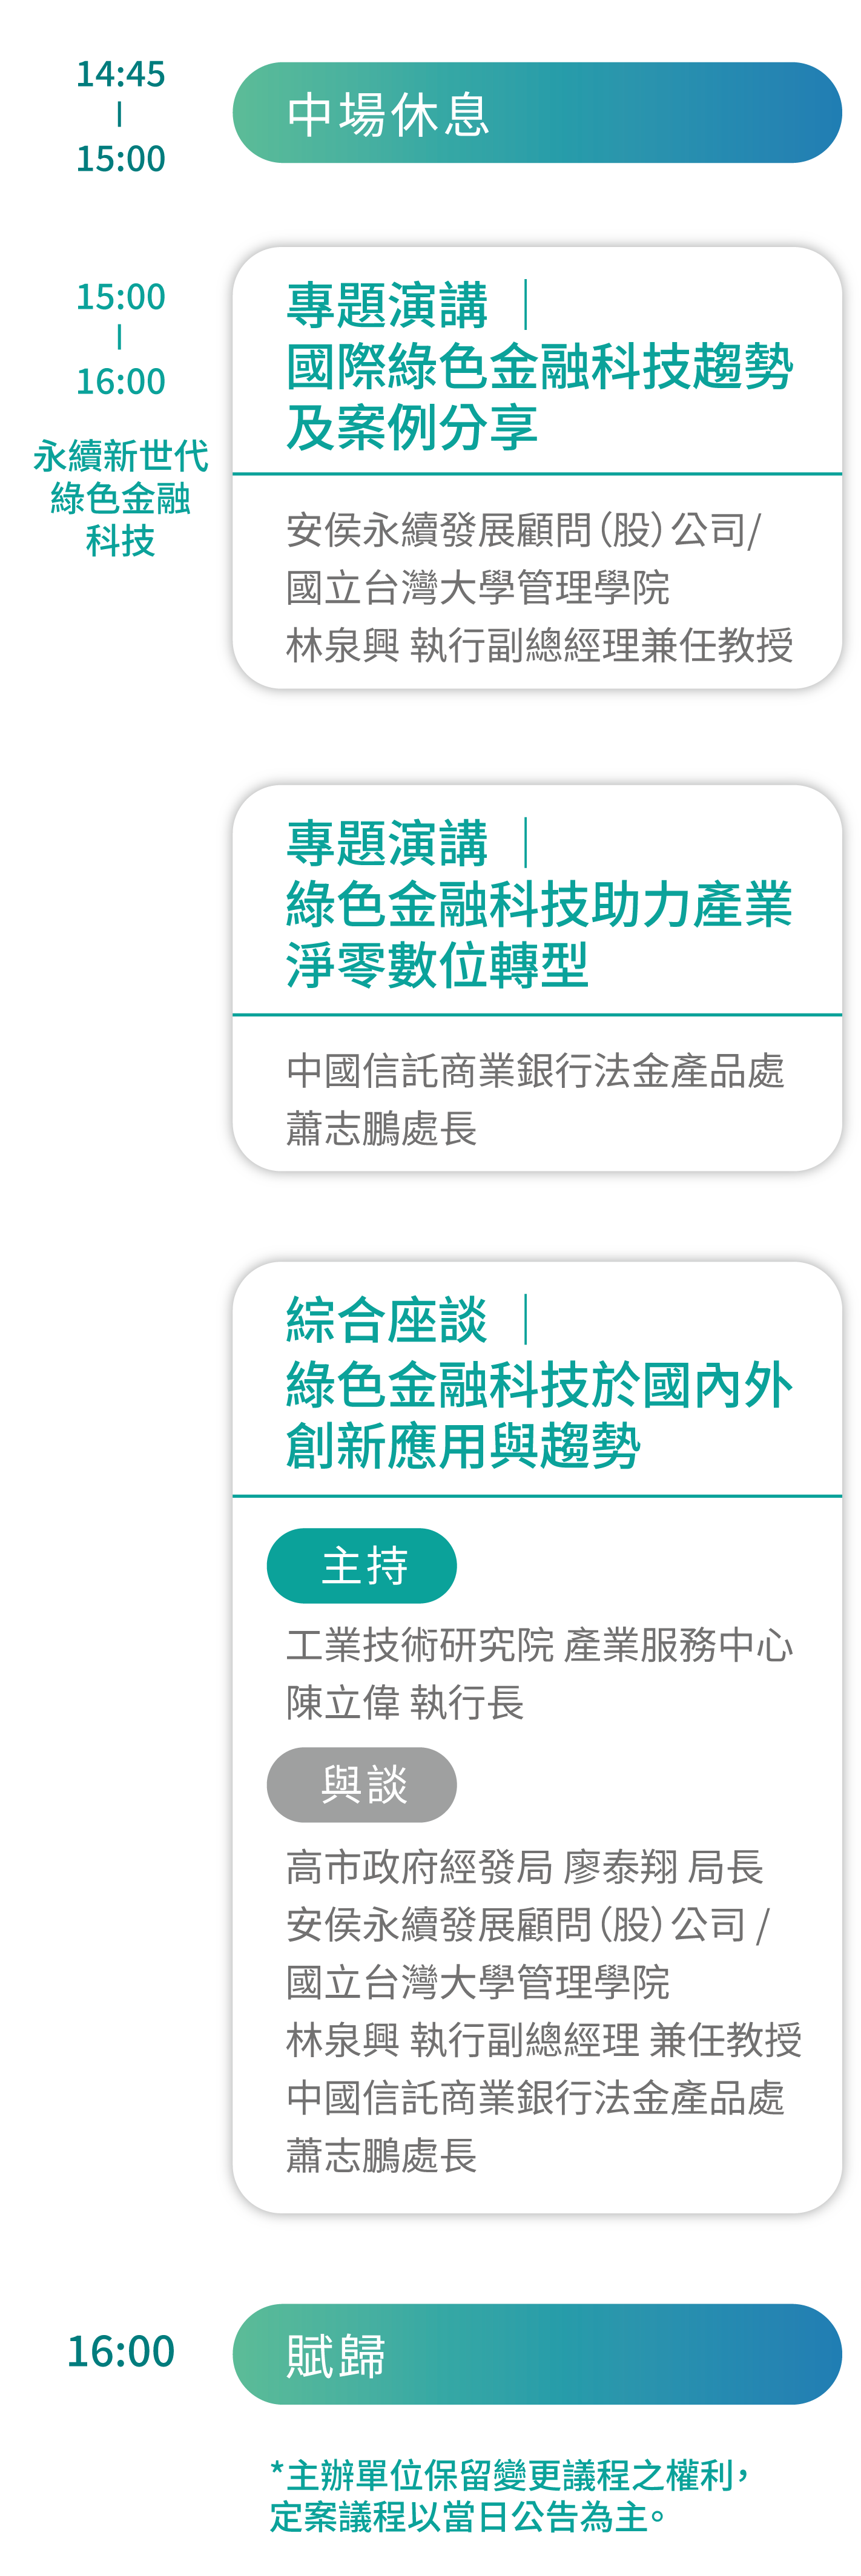 14:45
|
15:00
中場休息
15:00
|
16:00
永續新世代
綠色金融
科技
專題演講｜
國際綠色金融科技趨勢
及案例分享
安侯永續發展顧問（股）公司/
國立台灣大學管理學院
林泉興 執行副總經理兼任教授
專題演講｜
綠色金融科技助力產業
淨零數位轉型
中國信託商業銀行法金產品處
蕭志鵬處長
綜合座談｜
綠色金融科技於國內外
創新應用與趨勢
主持
工業技術研究院 產業服務中心
陳立偉 執行長
與談
高市政府經發局 廖泰翔 局長
安侯永續發展顧問（股）公司 /
國立台灣大學管理學院
林泉興 執行副總經理 兼任教授
中國信託商業銀行法金產品處
蕭志鵬處長
16:00
賦歸
*主辦單位保留變更議程之權利，
定案議程以當日公告為主。